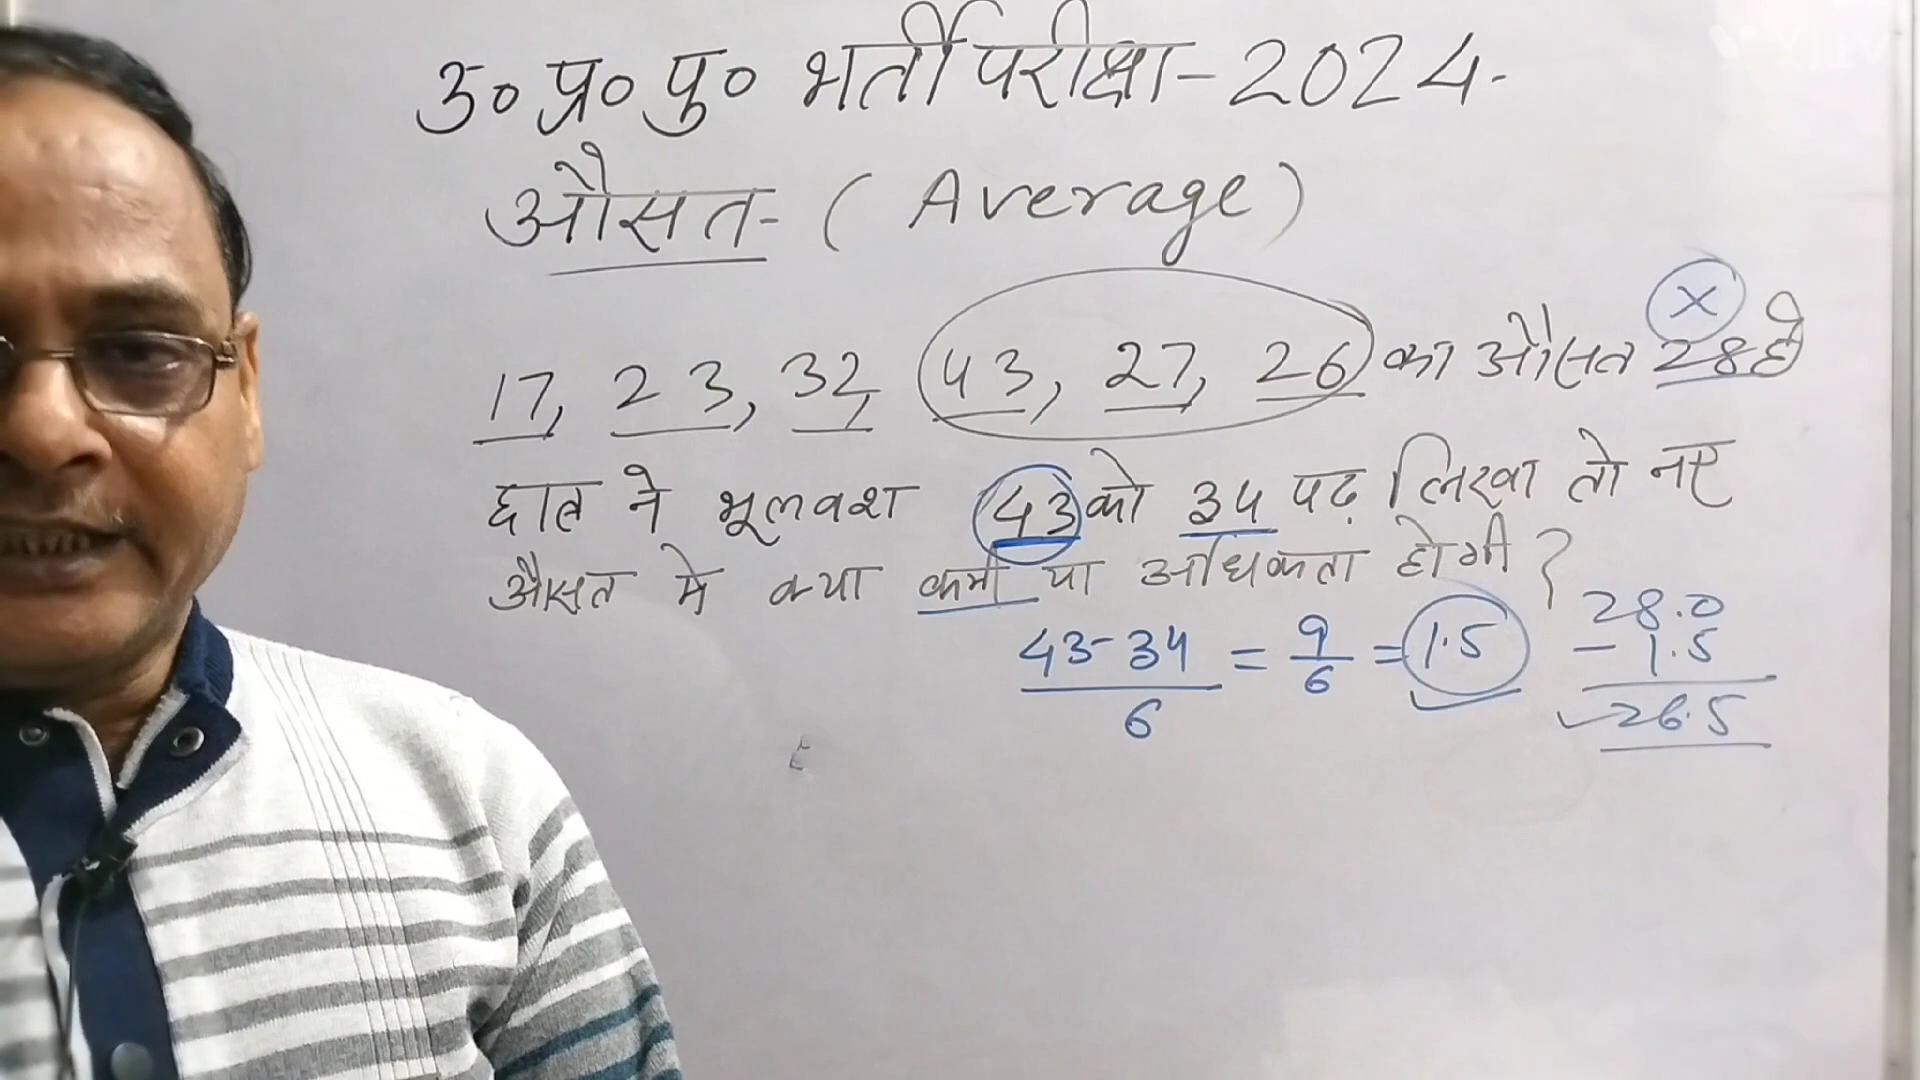 उ० प्र० पु० भर्ती परीक्षा - 2024-
औसत - ( Average )
17, 23, 32, 43, 27, 26 का औसत 28 है
×
छात्र ने भूलवश 43 को 34 पढ़ लिखा तो नए
औसत मे क्या कमी या अधिकता होगी ?
43-34/6 = 9/6 = 1.5
28.0
- 1.5
26.5